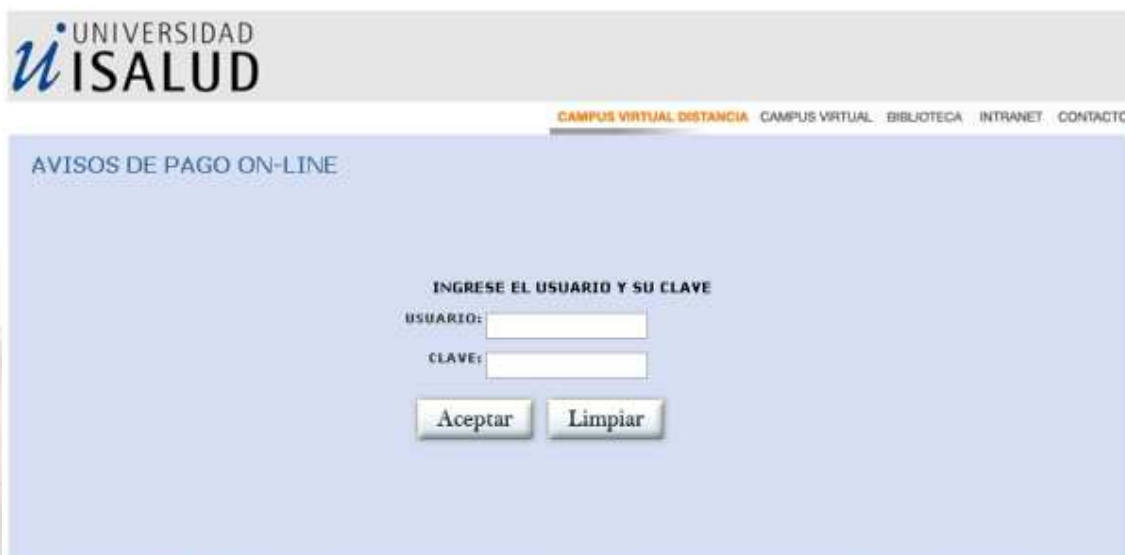 UNIVERSIDAD
ISALUD
CAMPUS VIRTUAL DISTANCIA CAMPUS VIRTUAL BIBLIOTECA INTRANET CONTACTO
AVISOS DE PAGO ON-LINE
INGRESE EL USUARIO Y SU CLAVE
USUARIO:
CLAVE:
Aceptar Limpiar